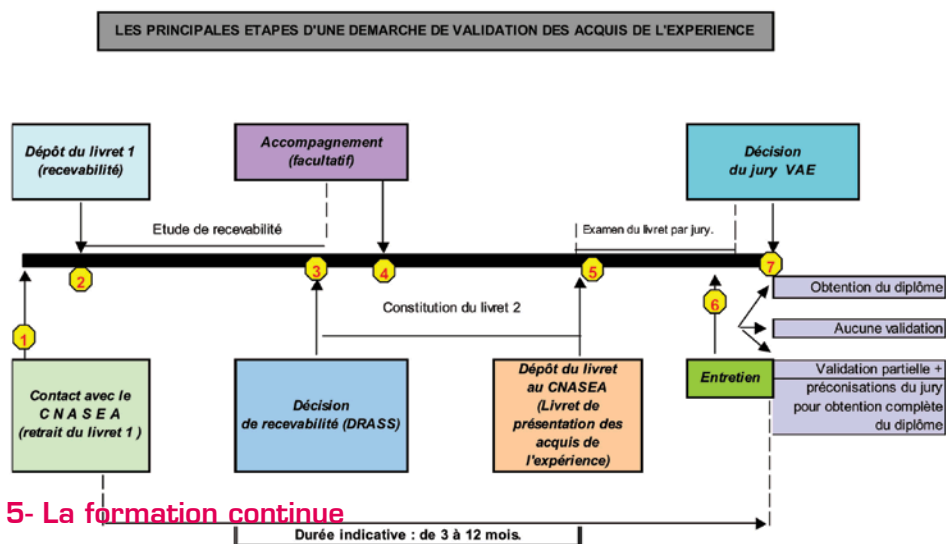 LES PRINCIPALES ETAPES D'UNE DEMARCHE DE VALIDATION DES ACQUIS DE L'EXPERIENCE
Dépôt du livret 1
(recevabilité)
Accompagnement
(facultatif)
Décision
du jury VAE
Etude de recevabilité
Examen du livret par jury.
1
2
3
4
5
6
7
Constitution du livret 2
Obtention du diplôme
Aucune validation
Validation partielle +
préconisations du jury
pour obtention complète
du diplôme
Contact avec le
C N A S E A
(retrait du livret 1 )
Décision
de recevabilité (DRASS)
Dépôt du livret
au CNASEA
(Livret de
présentation des
acquis de
l'expérience)
Entretien
5- La formation continue
Durée indicative : de 3 à 12 mois.